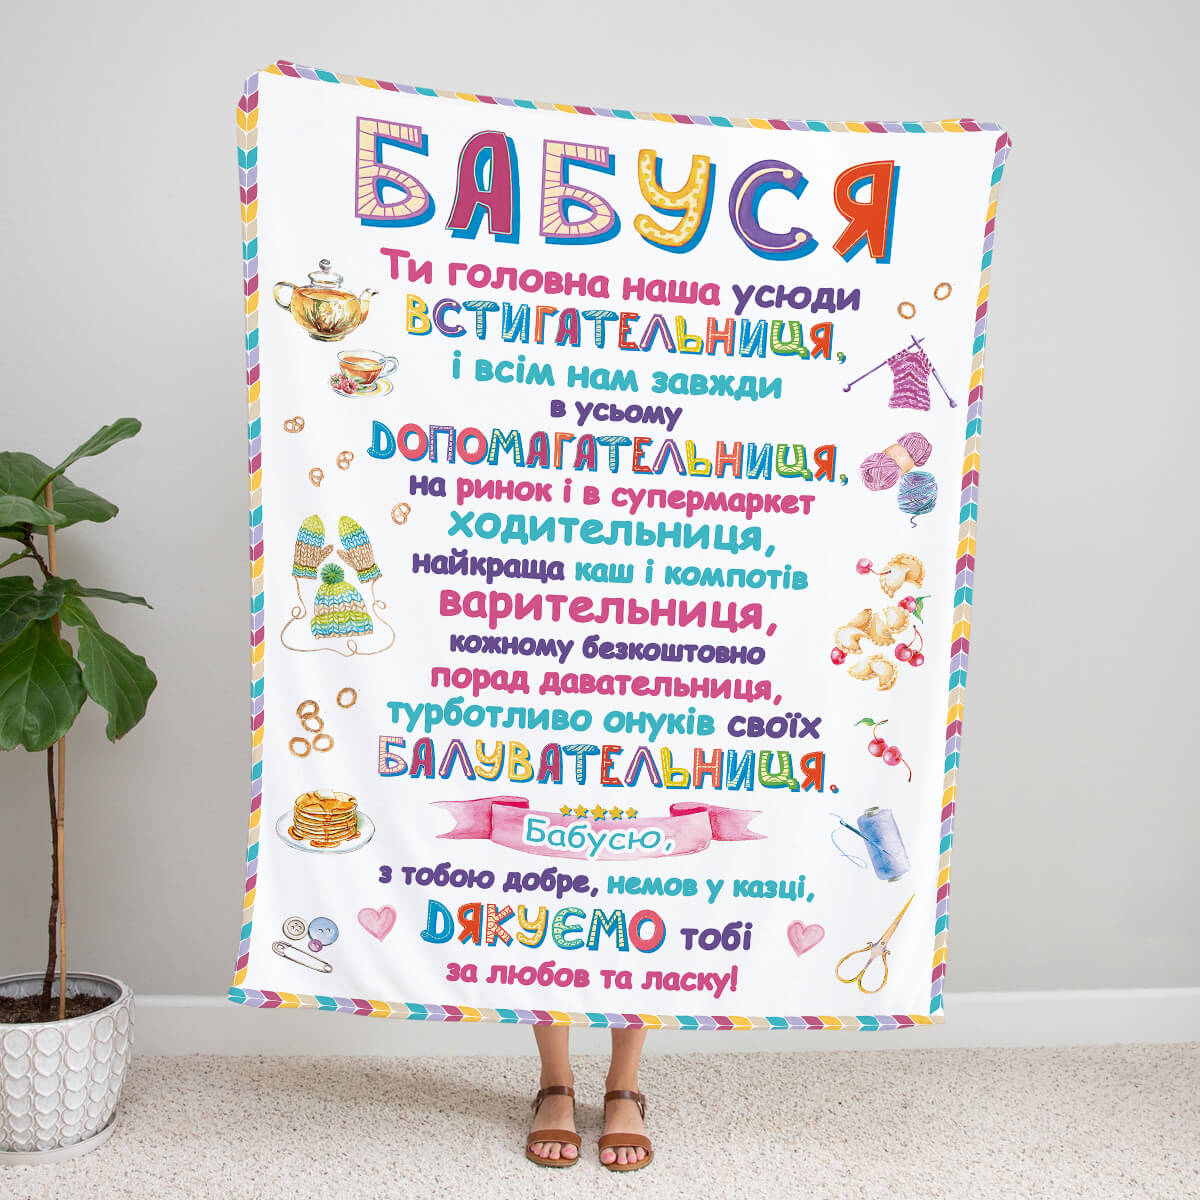 БАБУСЯ
Ти головна наша усюди
ВСТИГАТЕЛЬНИЦЯ,
і всім нам завжди
в усьому
ДОПОМАГАТЕЛЬНИЦЯ,
на ринок і в супермаркет
ходительниця,
найкраща каш і компотів
варительниця,
кожному безкоштовно
порад давательниця,
турботливо онуків своїх
БАЛУВАТЕЛЬНИЦЯ.
Бабусю,
з тобою добре, немов у казці,
ДЯКУЄМО тобі
за любов та ласку!